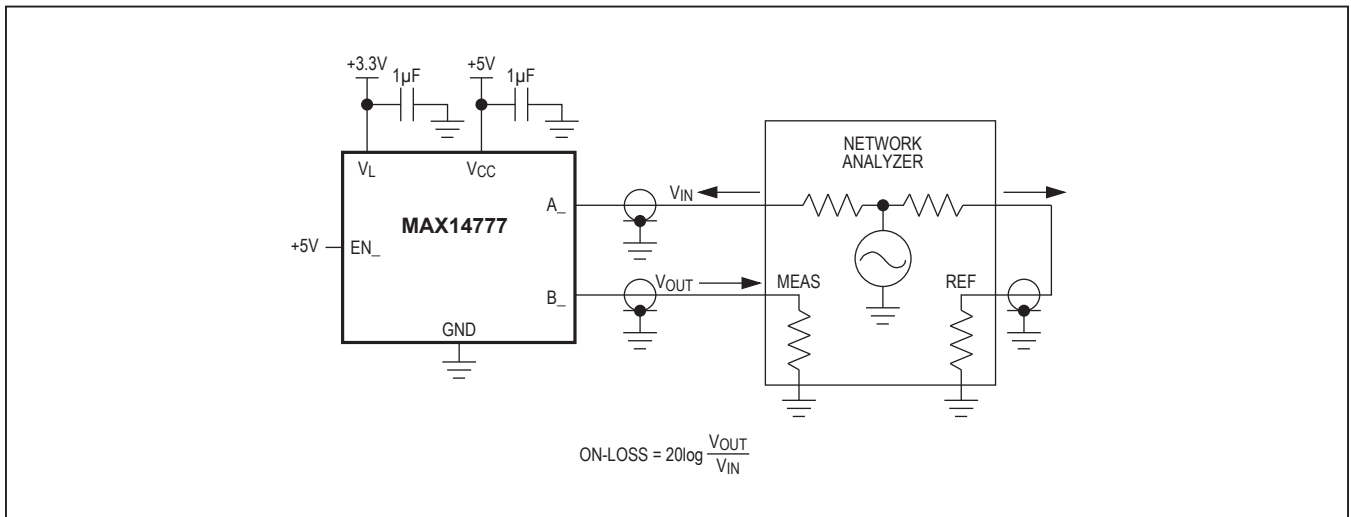 +3.3V
1µF
+5V
1µF
VL
VCC
MAX14777
+5V
EN_
A_
B_
GND
VIN
VOUT
NETWORK
ANALYZER
MEAS
REF
ON-LOSS = 20log VOUT/VIN